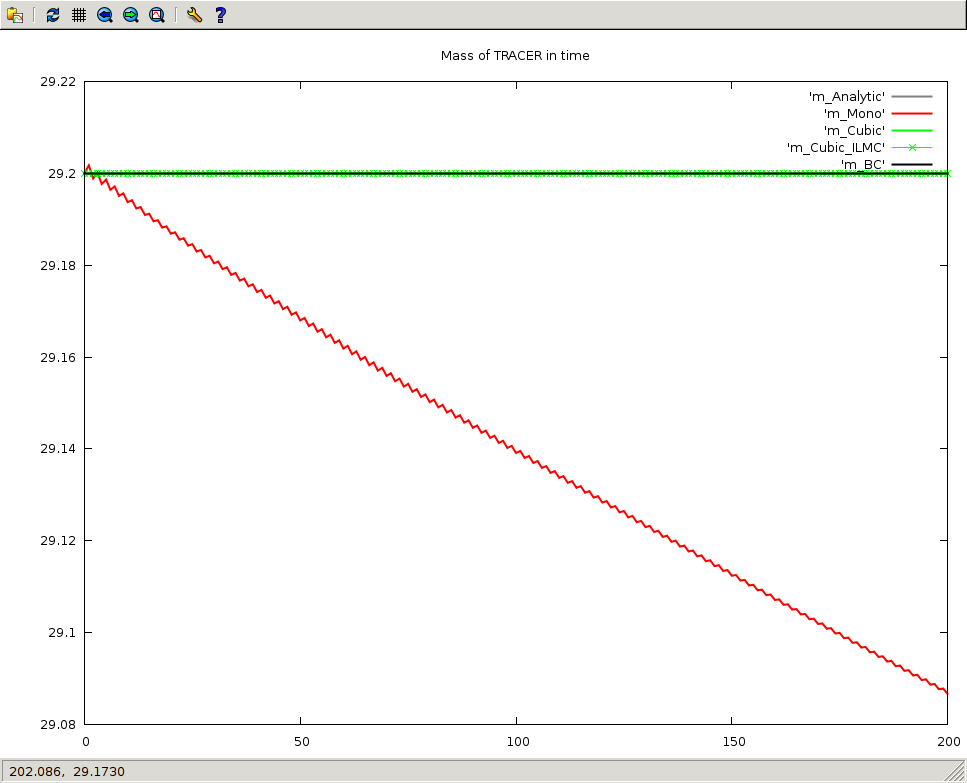 Mass of TRACER in time
29.22
29.2
29.18
29.16
29.14
29.12
29.1
29.08
'm_Analytic'
'm_Mono'
'm_Cubic'
'm_Cubic_ILMC'
'm_BC'
0 50 100 150 200
202.086, 29.1730